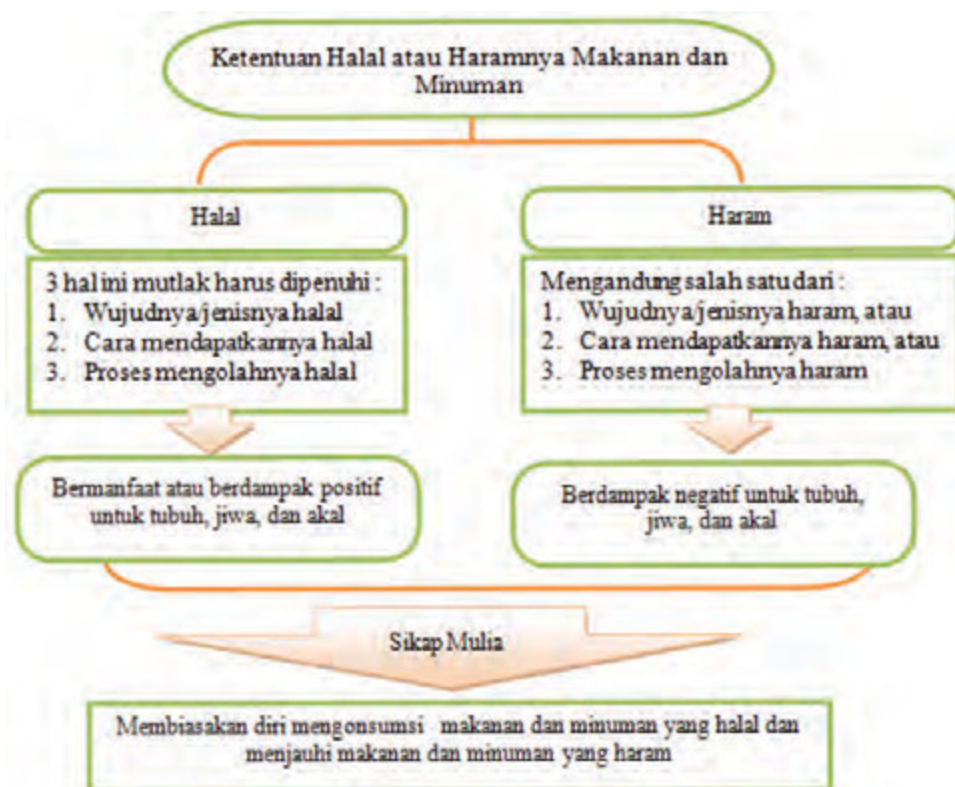 Ketentuan Halal atau Haramnya Makanan dan
Minuman
Halal
3 hal ini mutlak harus dipenuhi :
1. Wujudnya/jenisnya halal
2. Cara mendapatkannya halal
3. Proses mengolahnya halal
Bermanfaat atau berdampak positif
untuk tubuh, jiwa, dan akal
Haram
Mengandung salah satu dari :
1. Wujudnya/jenisnya haram, atau
2. Cara mendapatkannya haram, atau
3. Proses mengolahnya haram
Berdampak negatif untuk tubuh,
jiwa, dan akal
Sikap Mulia
Membiasakan diri mengonsumsi makanan dan minuman yang halal dan
menjauhi makanan dan minuman yang haram